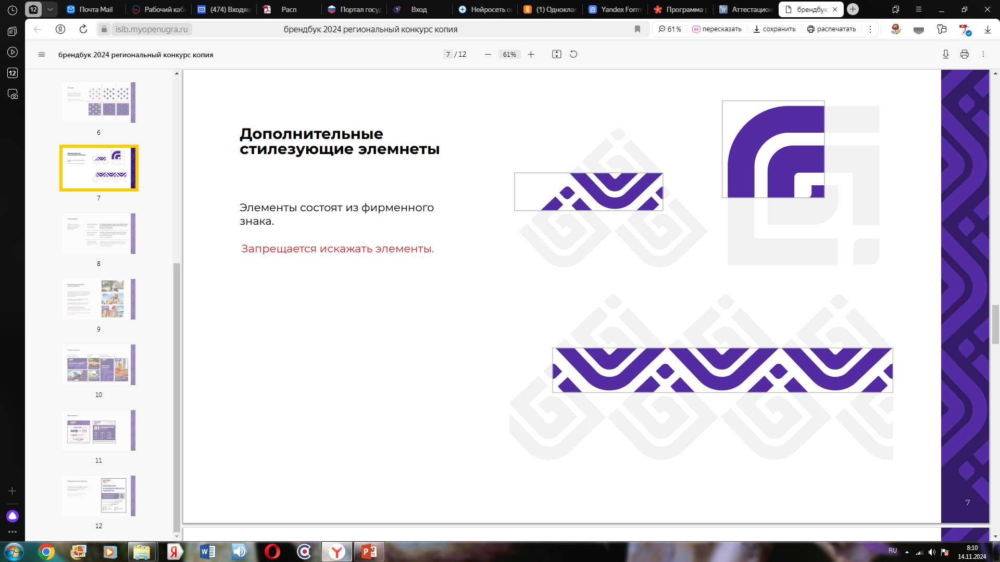 12
Почта Mail
Рабочий каб
(474) Входящ
Расп
Портал госу
Вход
Нейросеть о
(1) Одноклас
Yandex Form
Программа р
Аттестацион
брендбук
isib.myopenugra.ru
брендбук 2024 региональный конкурс копия
61 %
пересказать
сохранить
распечатать
брендбук 2024 региональный конкурс копия
7 / 12
61%
12
6
7
8
9
10
11
12
Дополнительные
стилезующие элемнеты
Элементы состоят из фирменного
знака.
Запрещается искажать элементы.
7
RU
8:10
14.11.2024